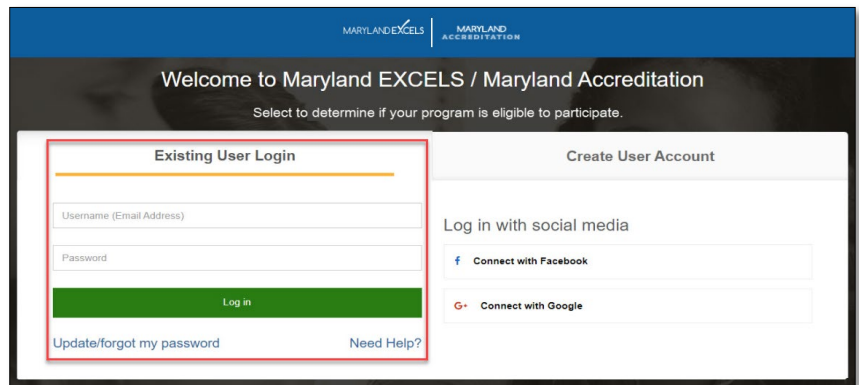 MARYLAND EXCELS
MARYLAND
ACCREDITATION
Welcome to Maryland EXCELS / Maryland Accreditation
Select to determine if your program is eligible to participate.
Existing User Login
Create User Account
Username (Email Address)
Password
Log in
Update/forgot my password
Need Help?
Log in with social media
f Connect with Facebook
G+ Connect with Google